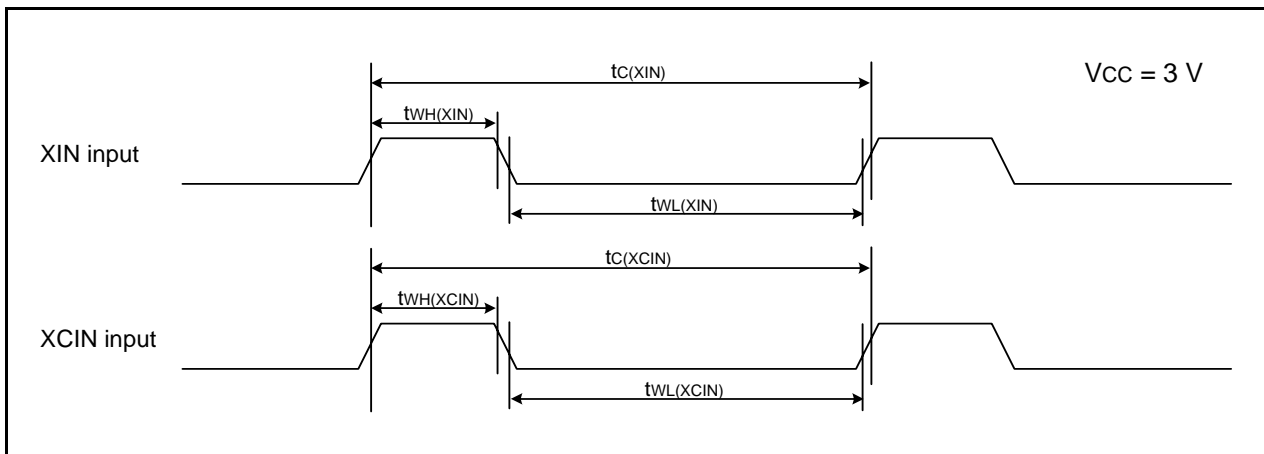 tC(XIN)
VCC = 3 V
tWH(XIN)
XIN input
tWL(XIN)
tC(XCIN)
tWH(XCIN)
XCIN input
tWL(XCIN)